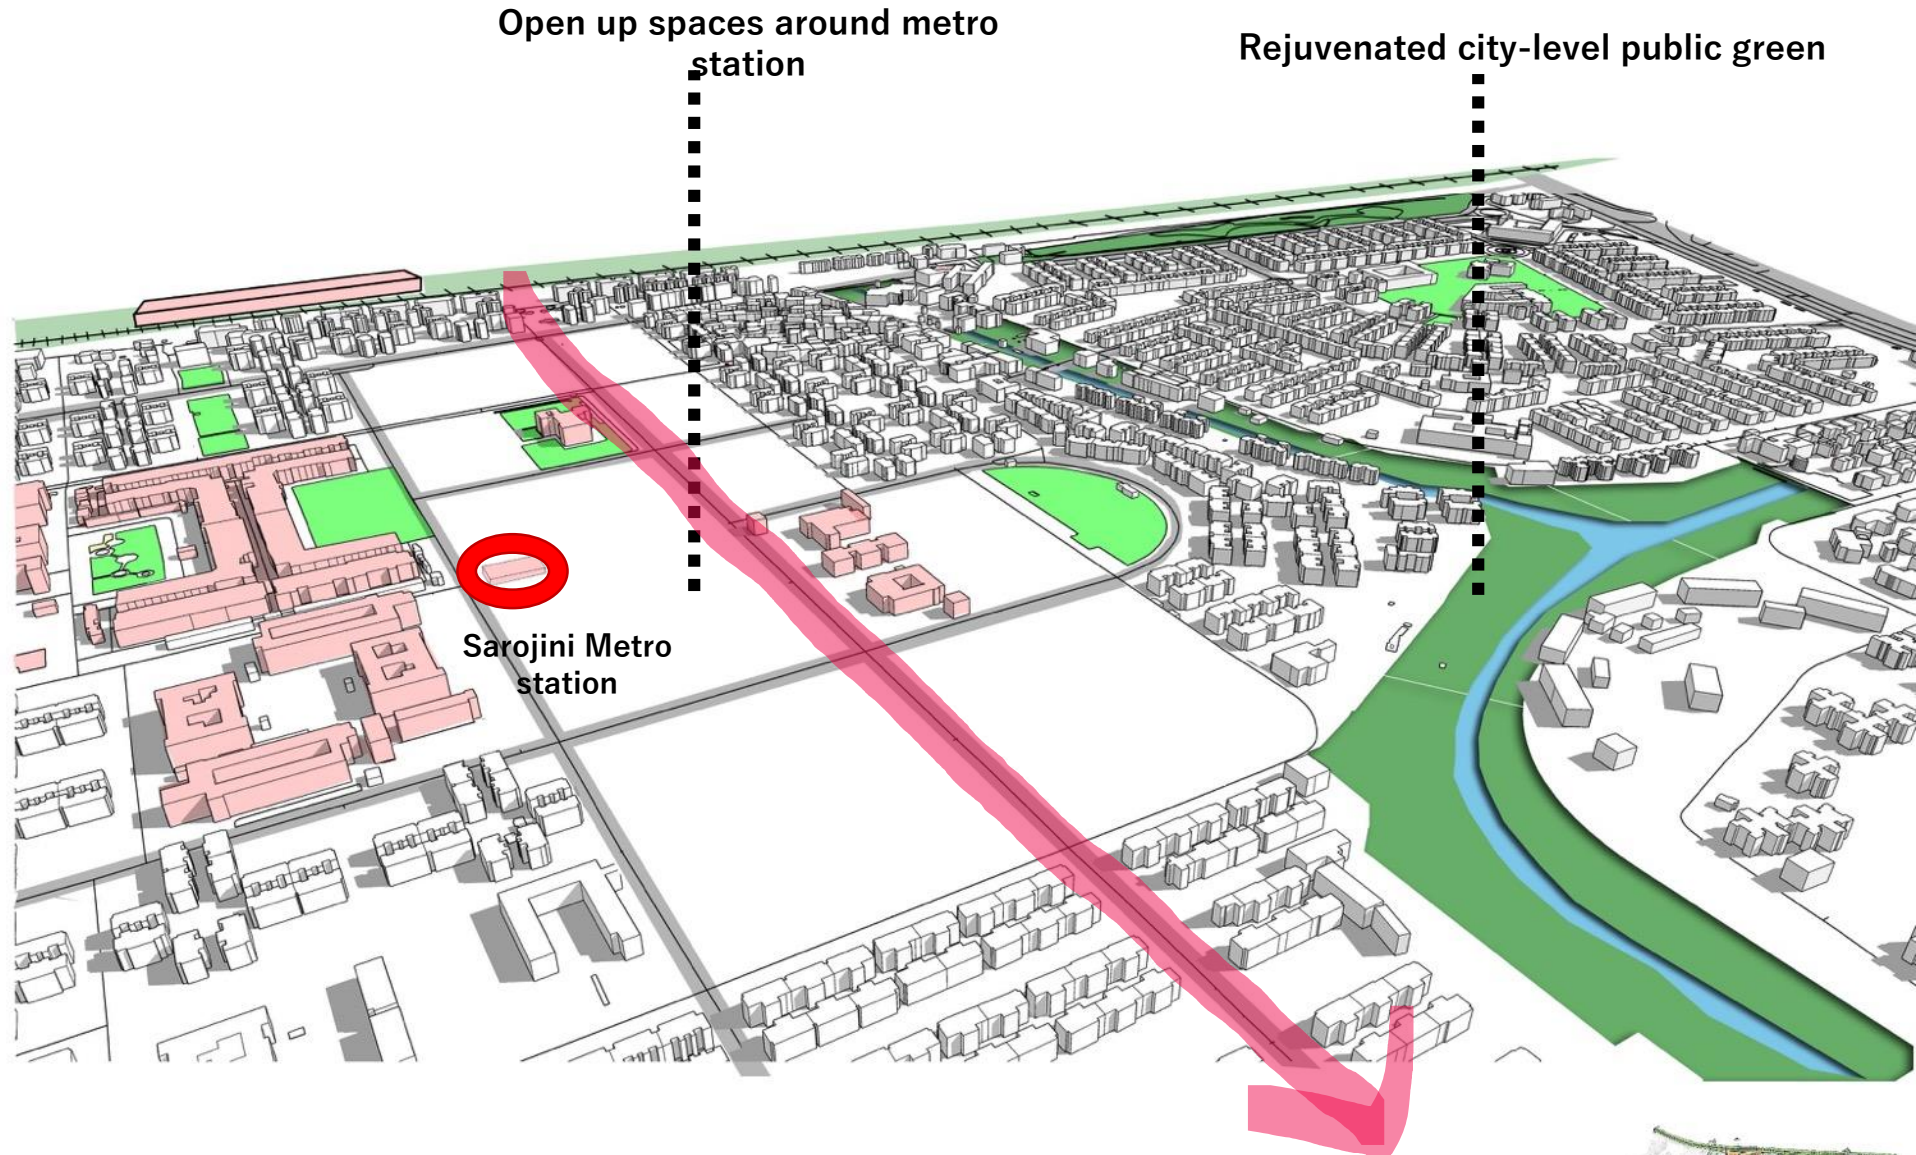 Open up spaces around metro
station
Rejuvenated city-level public green
Sarojini Metro
station